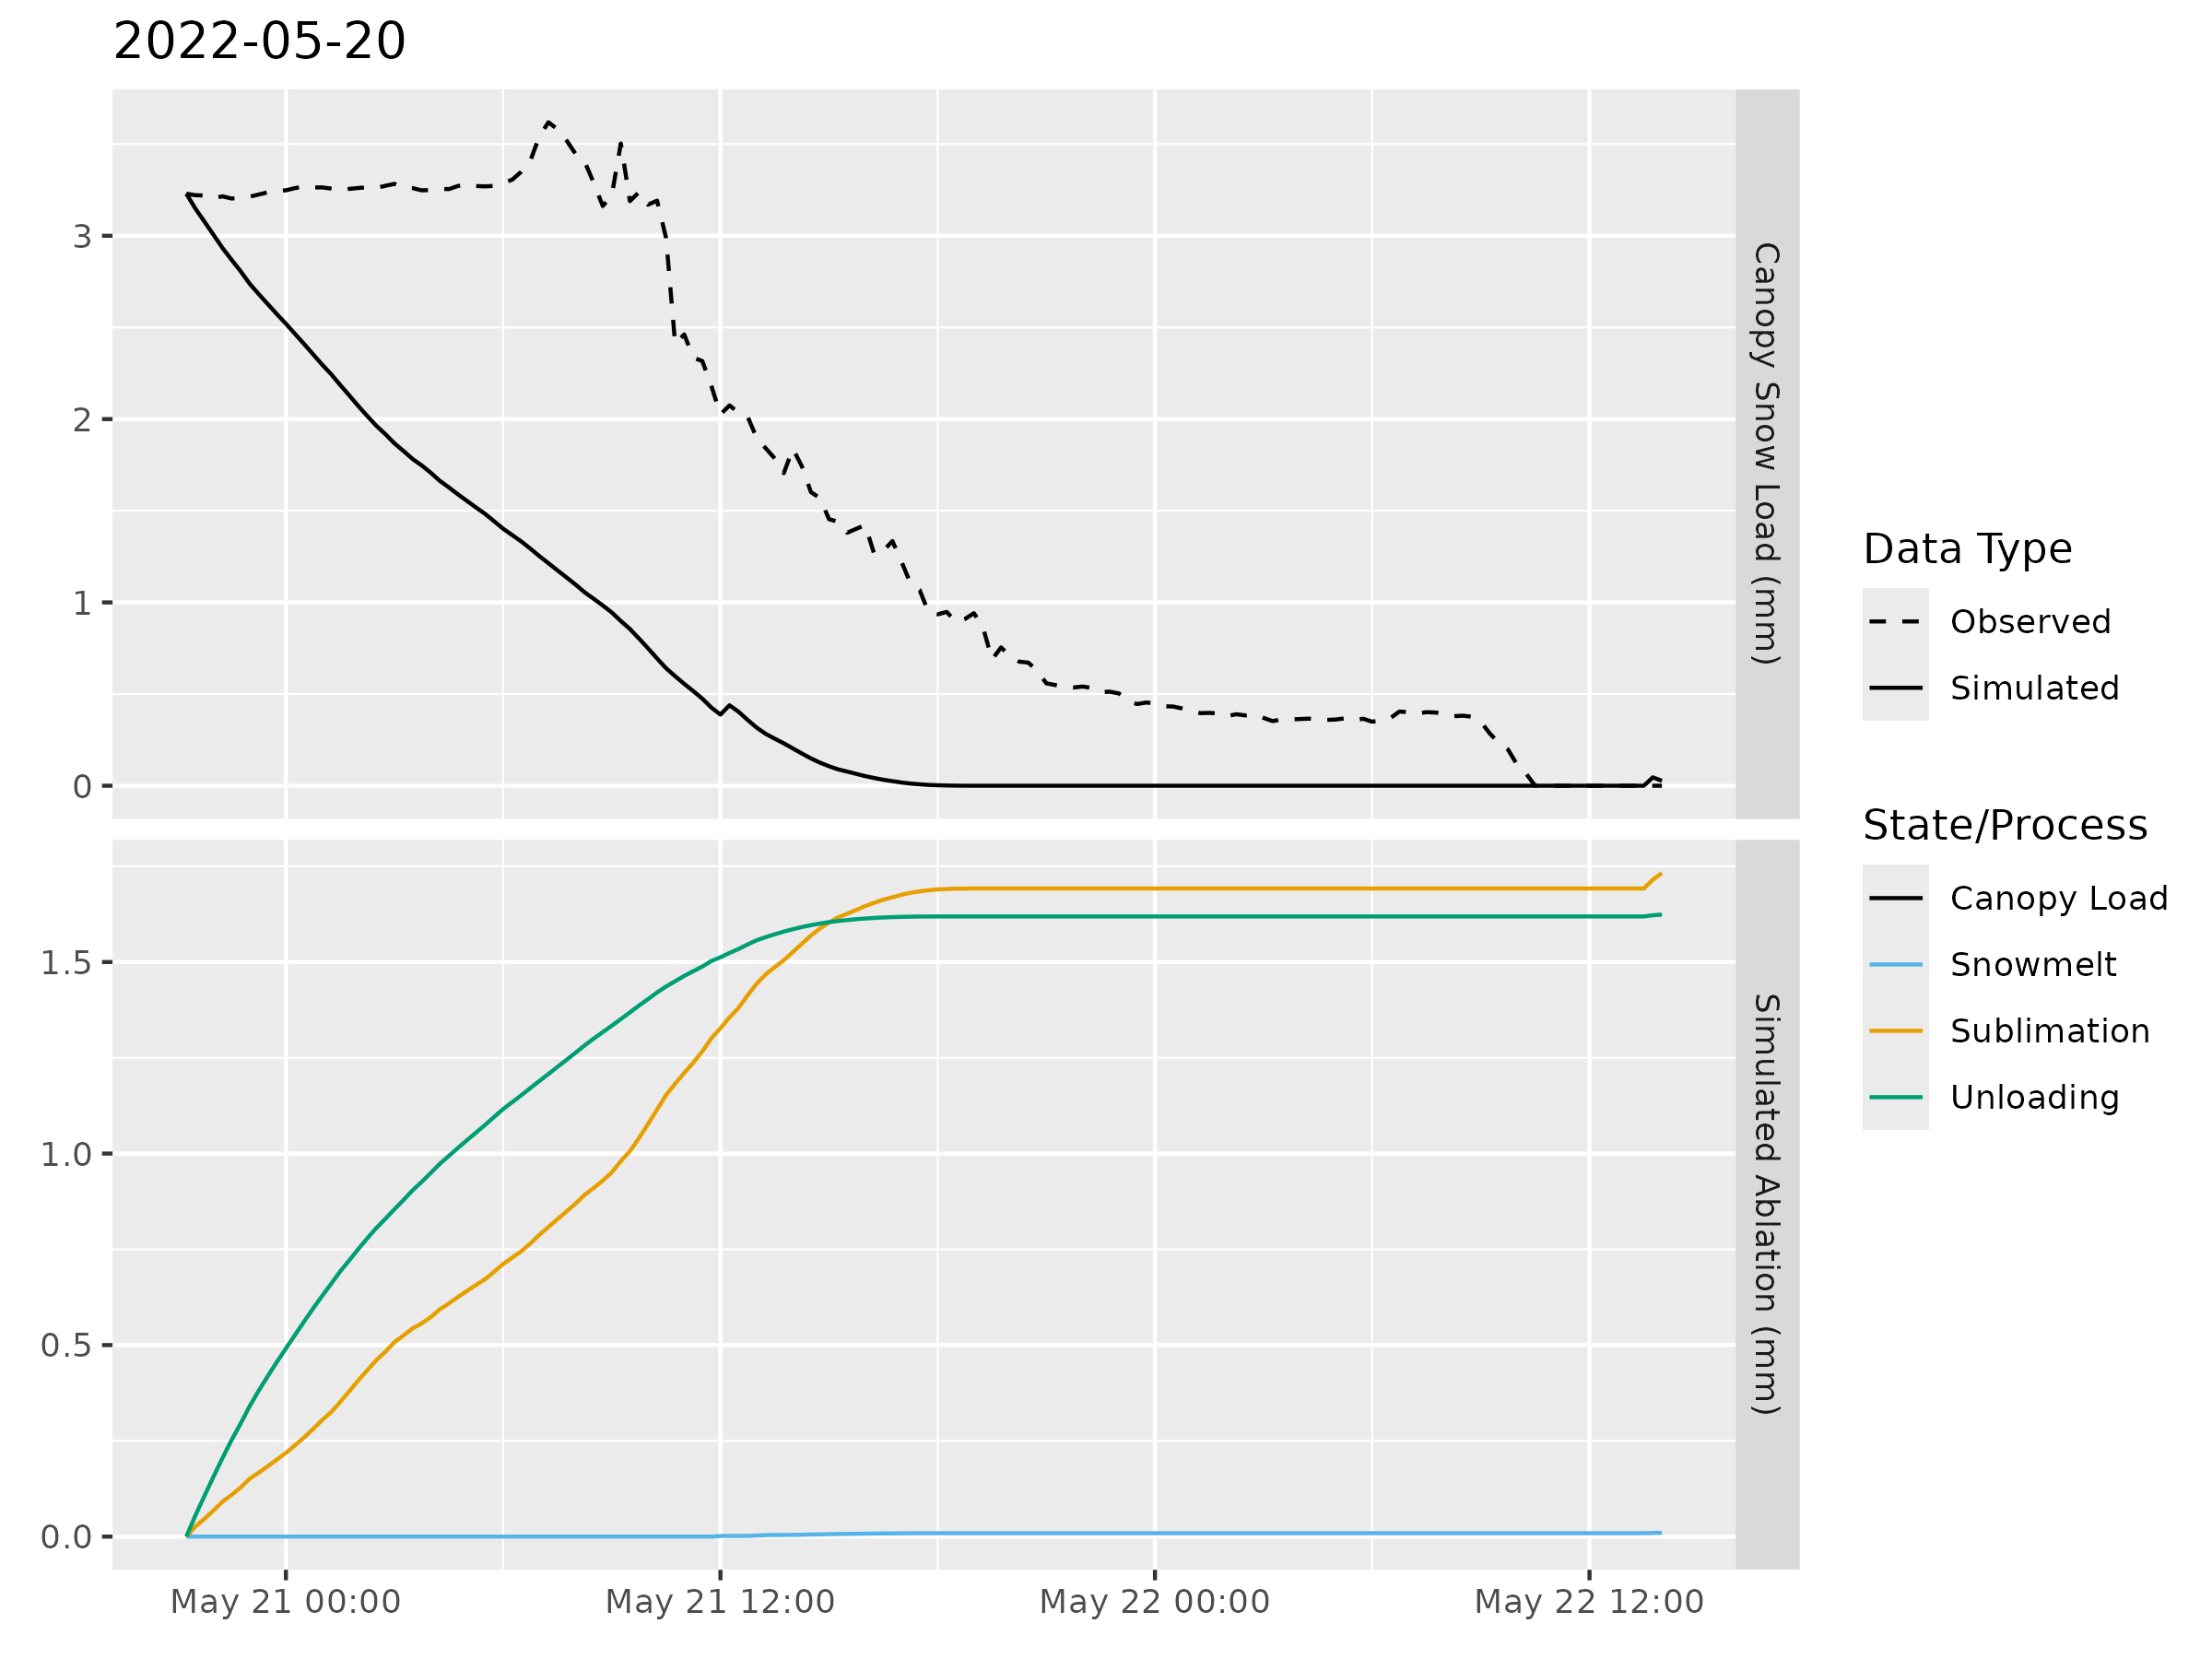 2022-05-20
3
2
1
0
Canopy Snow Load (mm)
1.5
1.0
0.5
0.0
Simulated Ablation (mm)
May 21 00:00
May 21 12:00
May 22 00:00
May 22 12:00
Data Type
Observed
Simulated
State/Process
Canopy Load
Snowmelt
Sublimation
Unloading